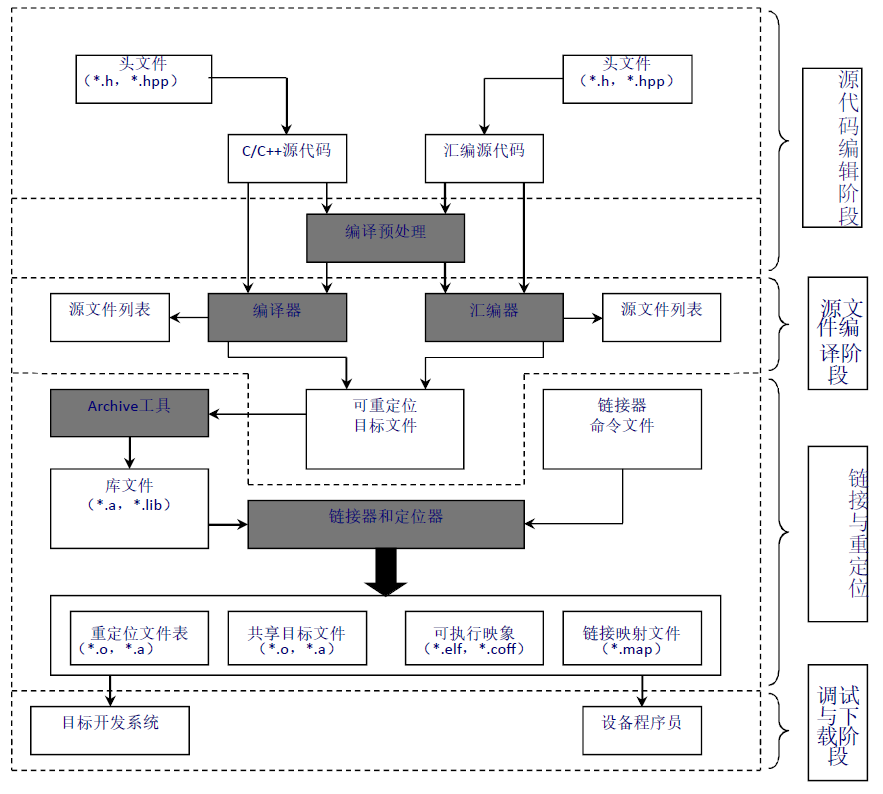 头文件
（*.h，*.hpp）
头文件
（*.h，*.hpp）
C/C++源代码
汇编源代码
编译预处理
源文件列表
编译器
汇编器
源文件列表
Archive工具
可重定位
目标文件
链接器
命令文件
库文件
（*.a，*.lib）
链接器和定位器
重定位文件表
（*.o，*.a）
共享目标文件
（*.o，*.a）
可执行映象
（*.elf，*.coff）
链接映射文件
（*.map）
目标开发系统
设备程序员
源
代
码
编
辑
阶
段
源文
件编
译阶
段
链
接
与
重
定
位
调试
与下
载阶
段